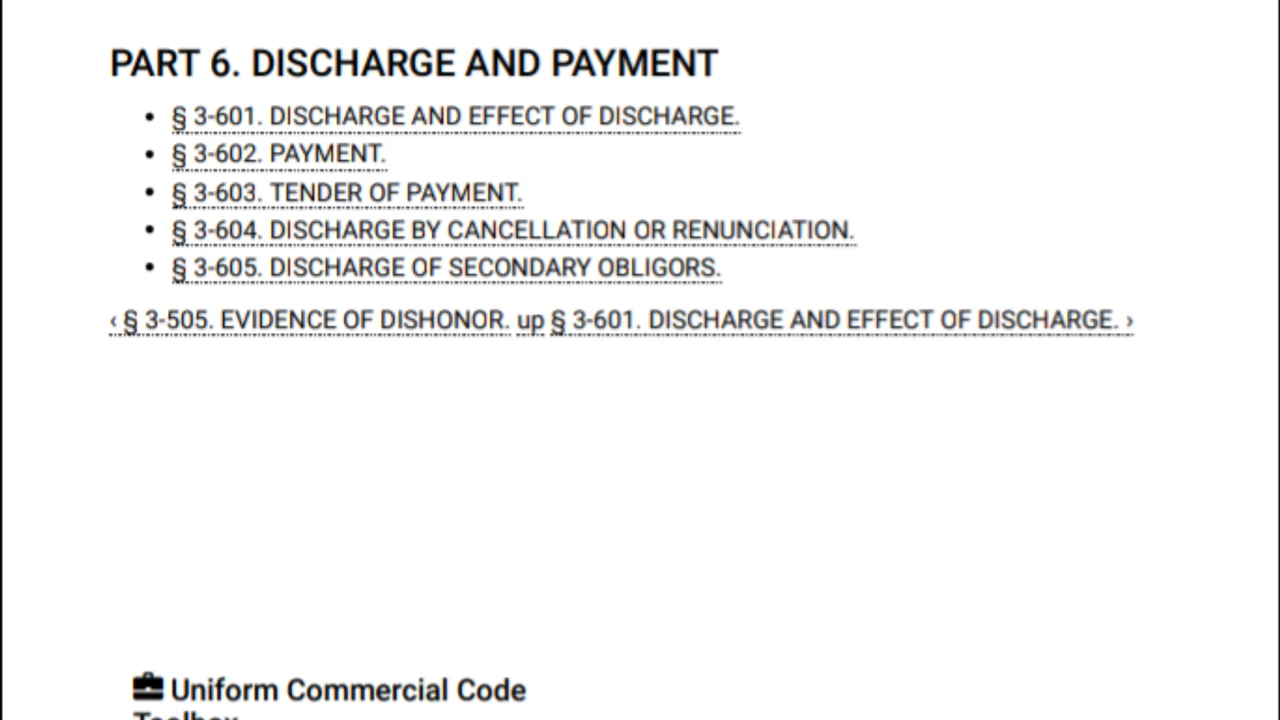 PART 6. DISCHARGE AND PAYMENT
• § 3-601. DISCHARGE AND EFFECT OF DISCHARGE.
• § 3-602. PAYMENT.
• § 3-603. TENDER OF PAYMENT.
• § 3-604. DISCHARGE BY CANCELLATION OR RENUNCIATION.
• § 3-605. DISCHARGE OF SECONDARY OBLIGORS.
‹ § 3-505. EVIDENCE OF DISHONOR. up § 3-601. DISCHARGE AND EFFECT OF DISCHARGE. ›
Uniform Commercial Code
Toolbox